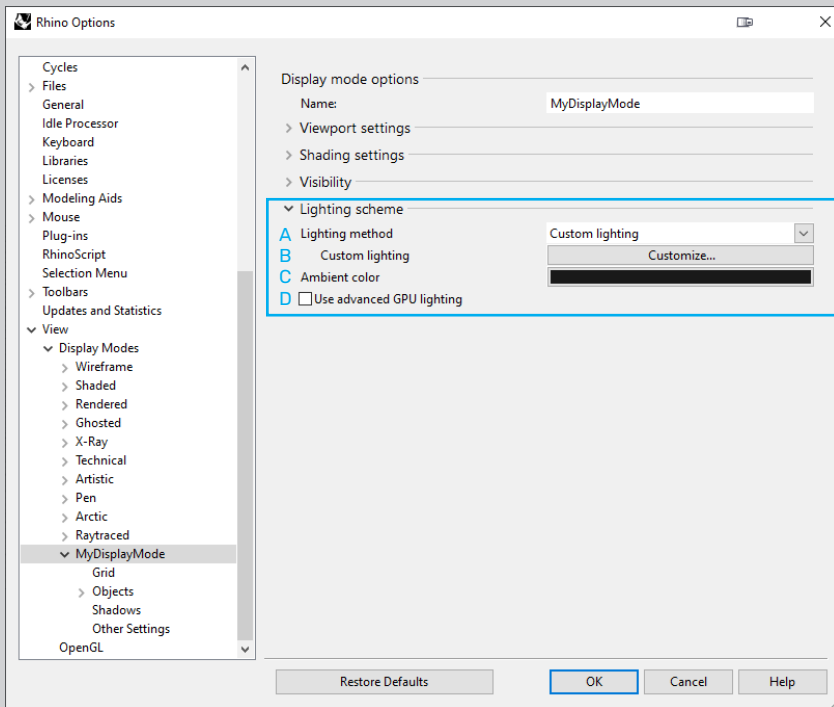 Rhino Options
Cycles
Files
General
Idle Processor
Keyboard
Libraries
Licenses
Modeling Aids
Mouse
Plug-ins
RhinoScript
Selection Menu
Toolbars
Updates and Statistics
View
Display Modes
Wireframe
Shaded
Rendered
Ghosted
X-Ray
Technical
Artistic
Pen
Arctic
Raytraced
MyDisplayMode
Grid
Objects
Shadows
Other Settings
OpenGL
Display mode options
Name: MyDisplayMode
Viewport settings
Shading settings
Visibility
Lighting scheme
A Lighting method Custom lighting
B Custom lighting Customize...
C Ambient color
D Use advanced GPU lighting
Restore Defaults OK Cancel Help